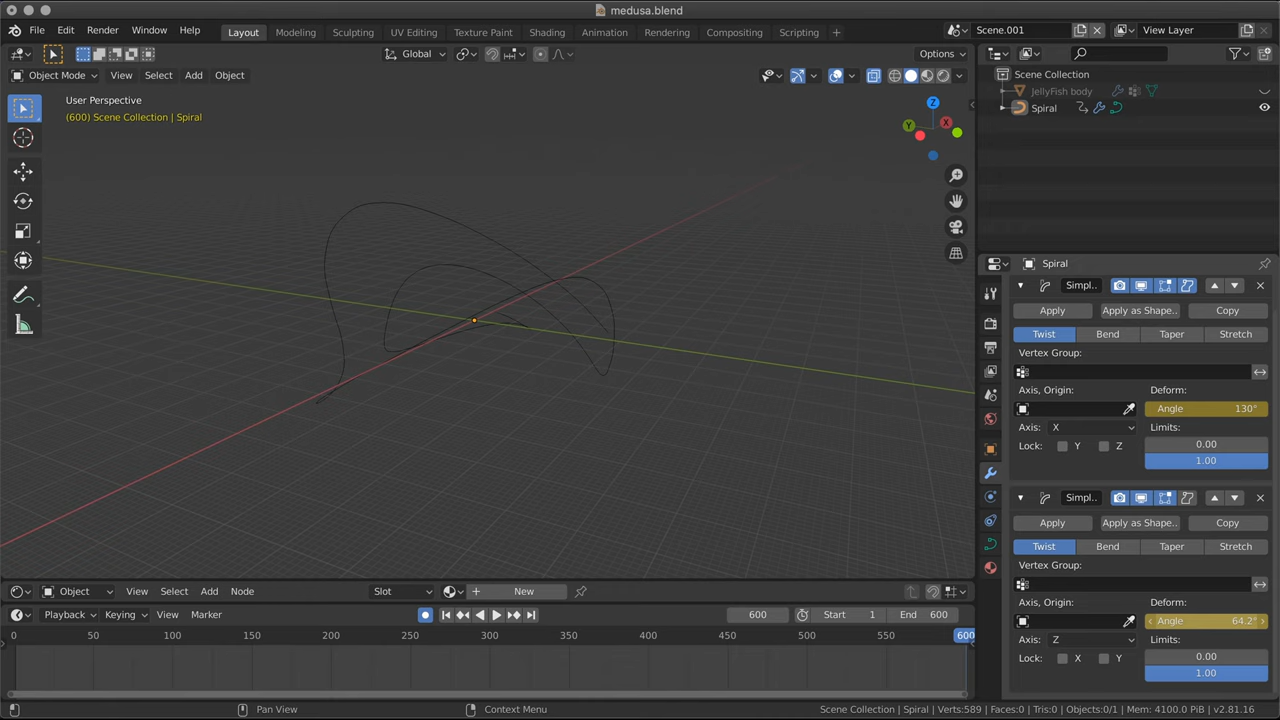 medusa.blend
File Edit Render Window Help Layout Modeling Sculpting UV Editing Texture Paint Shading Animation Rendering Compositing Scripting + Scene.001 View Layer
Global Options
Object Mode View Select Add Object
User Perspective
(600) Scene Collection | Spiral
Z
Y X
Scene Collection
JellyFish body
Spiral
Spiral
Simpl..
Apply Apply as Shape.. Copy
Twist Bend Taper Stretch
Vertex Group:
Axis, Origin: Deform:
Angle 130°
Axis: X Limits:
Lock: Y Z 0.00
1.00
Simpl..
Apply Apply as Shape.. Copy
Twist Bend Taper Stretch
Vertex Group:
Axis, Origin: Deform:
Angle 64.2°
Axis: Z Limits:
Lock: X Y 0.00
1.00
Object View Select Add Node Slot New
Playback Keying View Marker 600 Start 1 End 600
0 50 100 150 200 250 300 350 400 450 500 550 600
Pan View Context Menu Scene Collection | Spiral | Verts:589 | Faces:0 | Tris:0 | Objects:0/1 | Mem: 4100.0 PiB | v2.81.16